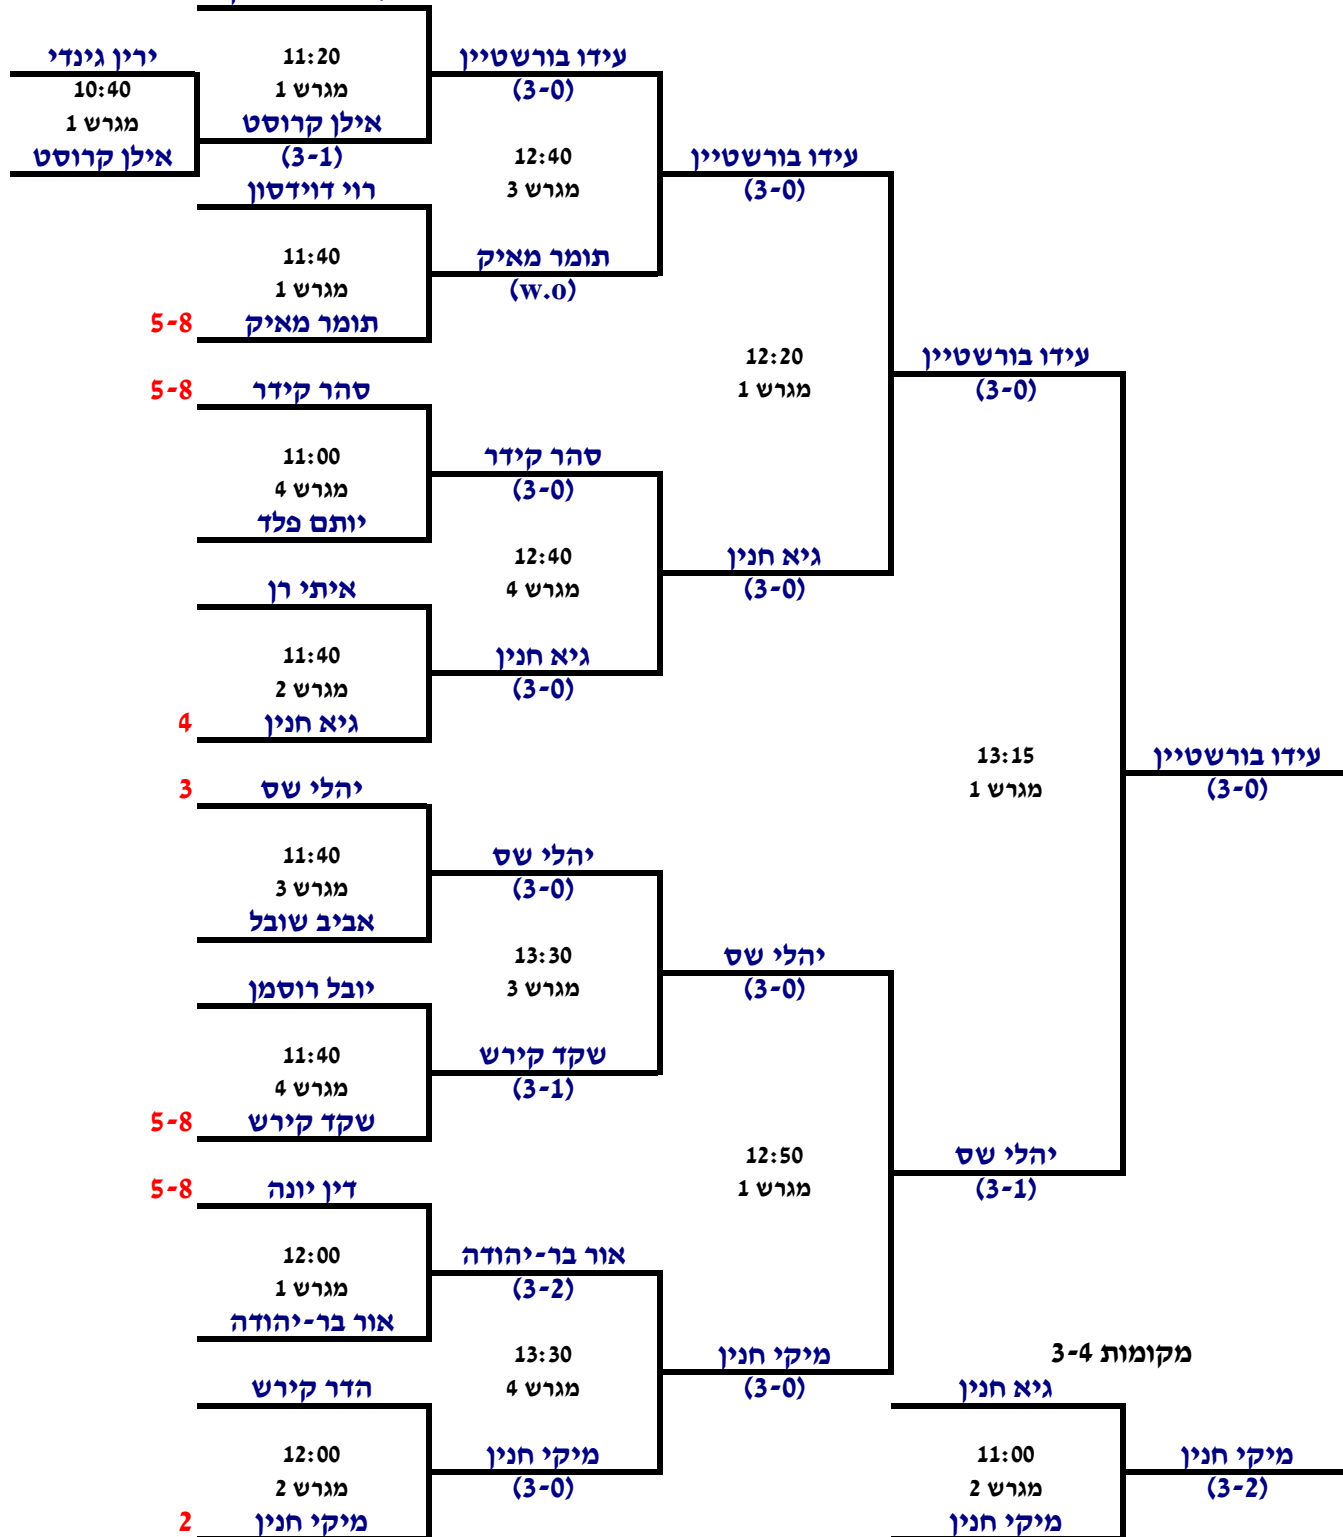 ירין גינדי
10:40
מגרש 1
אילן קרוסט
11:20
מגרש 1
אילן קרוסט
(3-1)
רוי דוידסון
11:40
מגרש 1
5-8 תומר מאיק
5-8 סהר קידר
11:00
מגרש 4
יותם פלד
איתי רן
11:40
מגרש 2
4 גיא חנין
3 יהלי שס
11:40
מגרש 3
אביב שובל
יובל רוסמן
11:40
מגרש 4
5-8 שקד קירש
5-8 דין יונה
12:00
מגרש 1
אור בר-יהודה
הדר קירש
12:00
מגרש 2
2 מיקי חנין
עידו בורשטיין
(3-0)
12:40
מגרש 3
תומר מאיק
(w.o)
סהר קידר
(3-0)
12:40
מגרש 4
גיא חנין
(3-0)
יהלי שס
(3-0)
13:30
מגרש 3
שקד קירש
(3-1)
אור בר-יהודה
(3-2)
13:30
מגרש 4
מיקי חנין
(3-0)
עידו בורשטיין
(3-0)
12:20
מגרש 1
גיא חנין
(3-0)
יהלי שס
(3-0)
12:50
מגרש 1
מיקי חנין
(3-0)
עידו בורשטיין
(3-0)
13:15
מגרש 1
יהלי שס
(3-1)
עידו בורשטיין
(3-0)
מקומות 3-4
גיא חנין
11:00
מגרש 2
מיקי חנין
מיקי חנין
(3-2)